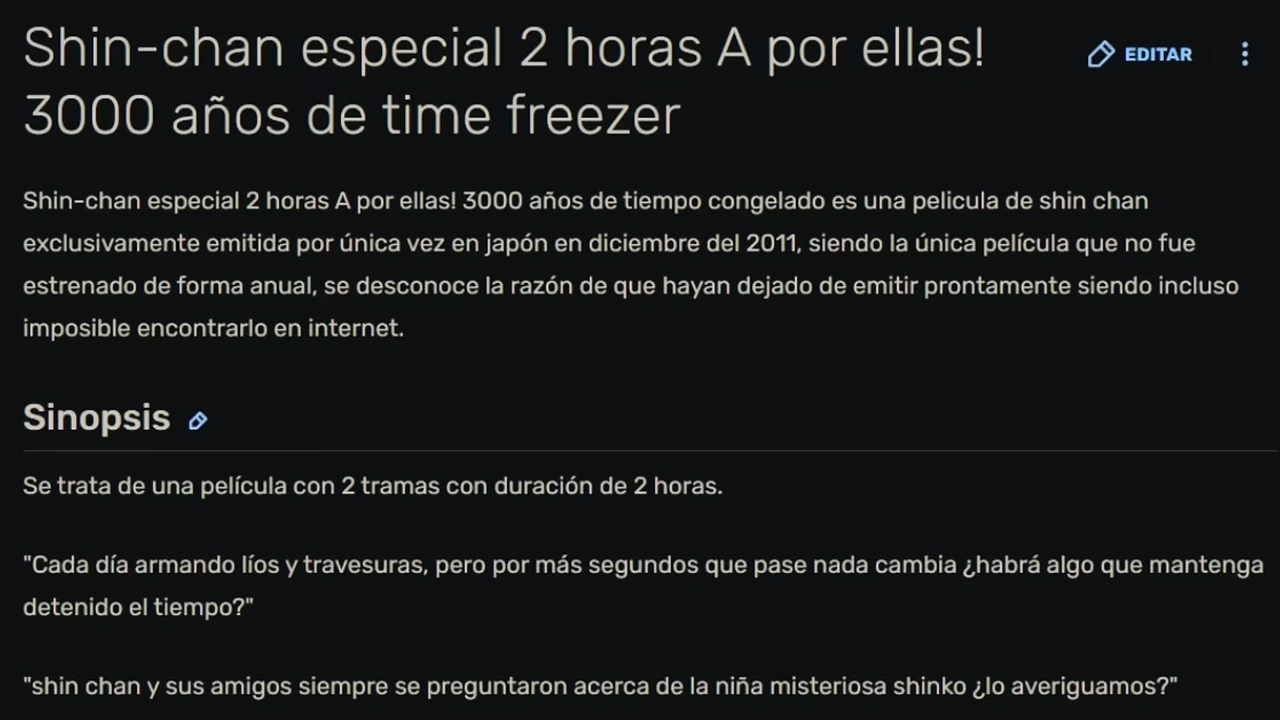 Shin-chan especial 2 horas A por ellas!
3000 años de time freezer
EDITAR
Shin-chan especial 2 horas A por ellas! 3000 años de tiempo congelado es una pelicula de shin chan
exclusivamente emitida por única vez en japón en diciembre del 2011, siendo la única película que no fue
estrenado de forma anual, se desconoce la razón de que hayan dejado de emitir prontamente siendo incluso
imposible encontrarlo en internet.
Sinopsis
Se trata de una película con 2 tramas con duración de 2 horas.
"Cada día armando líos y travesuras, pero por más segundos que pase nada cambia ¿habrá algo que mantenga
detenido el tiempo?"
"shin chan y sus amigos siempre se preguntaron acerca de la niña misteriosa shinko ¿lo averiguamos?"